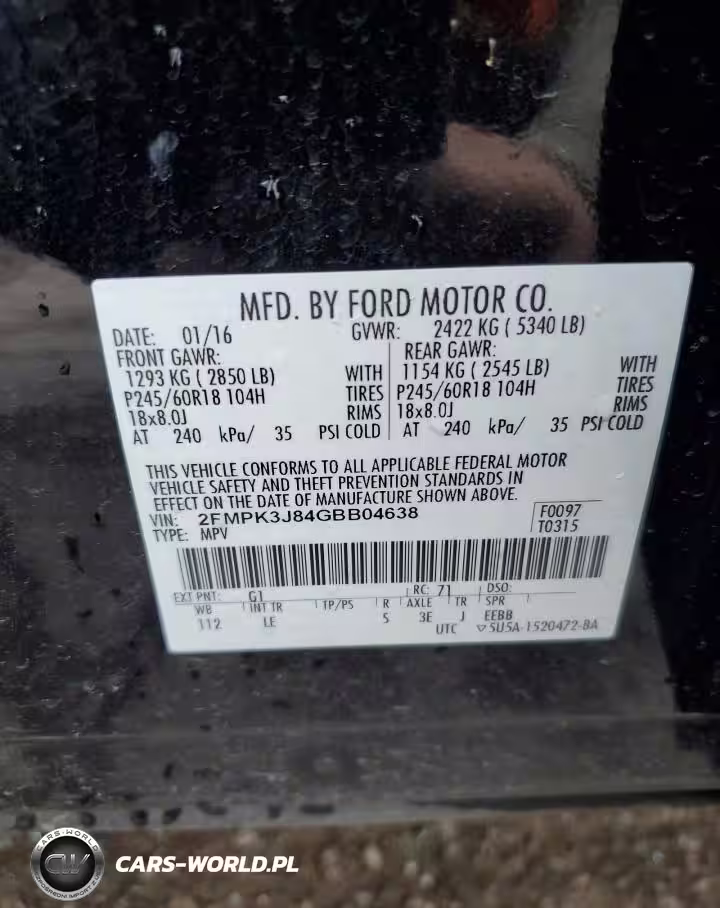 MFD. BY FORD MOTOR CO.
DATE: 01/16 GVWR: 2422 KG ( 5340 LB)
FRONT GAWR: REAR GAWR:
1293 KG ( 2850 LB) WITH 1154 KG ( 2545 LB) WITH
P245/60R18 104H TIRES P245/60R18 104H TIRES
18x8.0J RIMS 18x8.0J RIMS
AT 240 kPa/ 35 PSI COLD AT 240 kPa/ 35 PSI COLD
THIS VEHICLE CONFORMS TO ALL APPLICABLE FEDERAL MOTOR
VEHICLE SAFETY AND THEFT PREVENTION STANDARDS IN
EFFECT ON THE DATE OF MANUFACTURE SHOWN ABOVE.
VIN: 2FMPK3J84GBB04638 F0097
TYPE: MPV T0315
EXT PNT: G1 RC: 71 DSO:
WB INT TR TP/PS R AXLE TR SPR
112 LE S 3E J EEBB
UTC ▽5U5A-1520472-BA
CARS-WORLD
CW
CARS-WORLD.PL